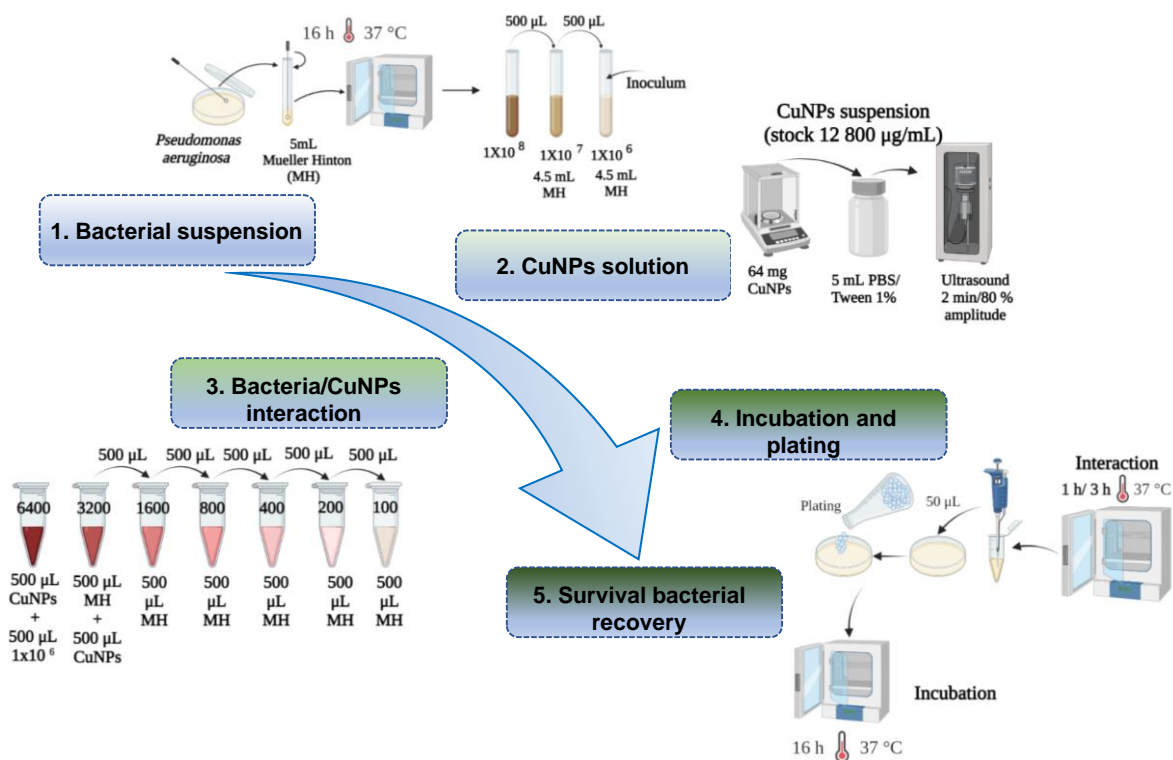 500 μL 500 μL
16 h 37 °C
Inoculum
Pseudomonas
aeruginosa
5mL
Mueller Hinton
(MH)
1X10 8
1X10 7
4.5 mL
MH
1X10 6
4.5 mL
MH
1. Bacterial suspension
CuNPs suspension
(stock 12 800 μg/mL)
2. CuNPs solution
64 mg
CuNPs
5 mL PBS/
Tween 1%
Ultrasound
2 min/80 %
amplitude
3. Bacteria/CuNPs
interaction
500 μL 500 μL 500 μL 500 μL 500 μL
6400 3200 1600 800 400 200 100
500 μL
CuNPs
+
500 μL
1x10 6
500 μL
MH
+
500 μL
CuNPs
500
μL
MH
500
μL
MH
500
μL
MH
500
μL
MH
500
μL
MH
4. Incubation and
plating
Interaction
1 h/ 3 h 37 °C
50 μL
Plating
5. Survival bacterial
recovery
Incubation
16 h 37 °C